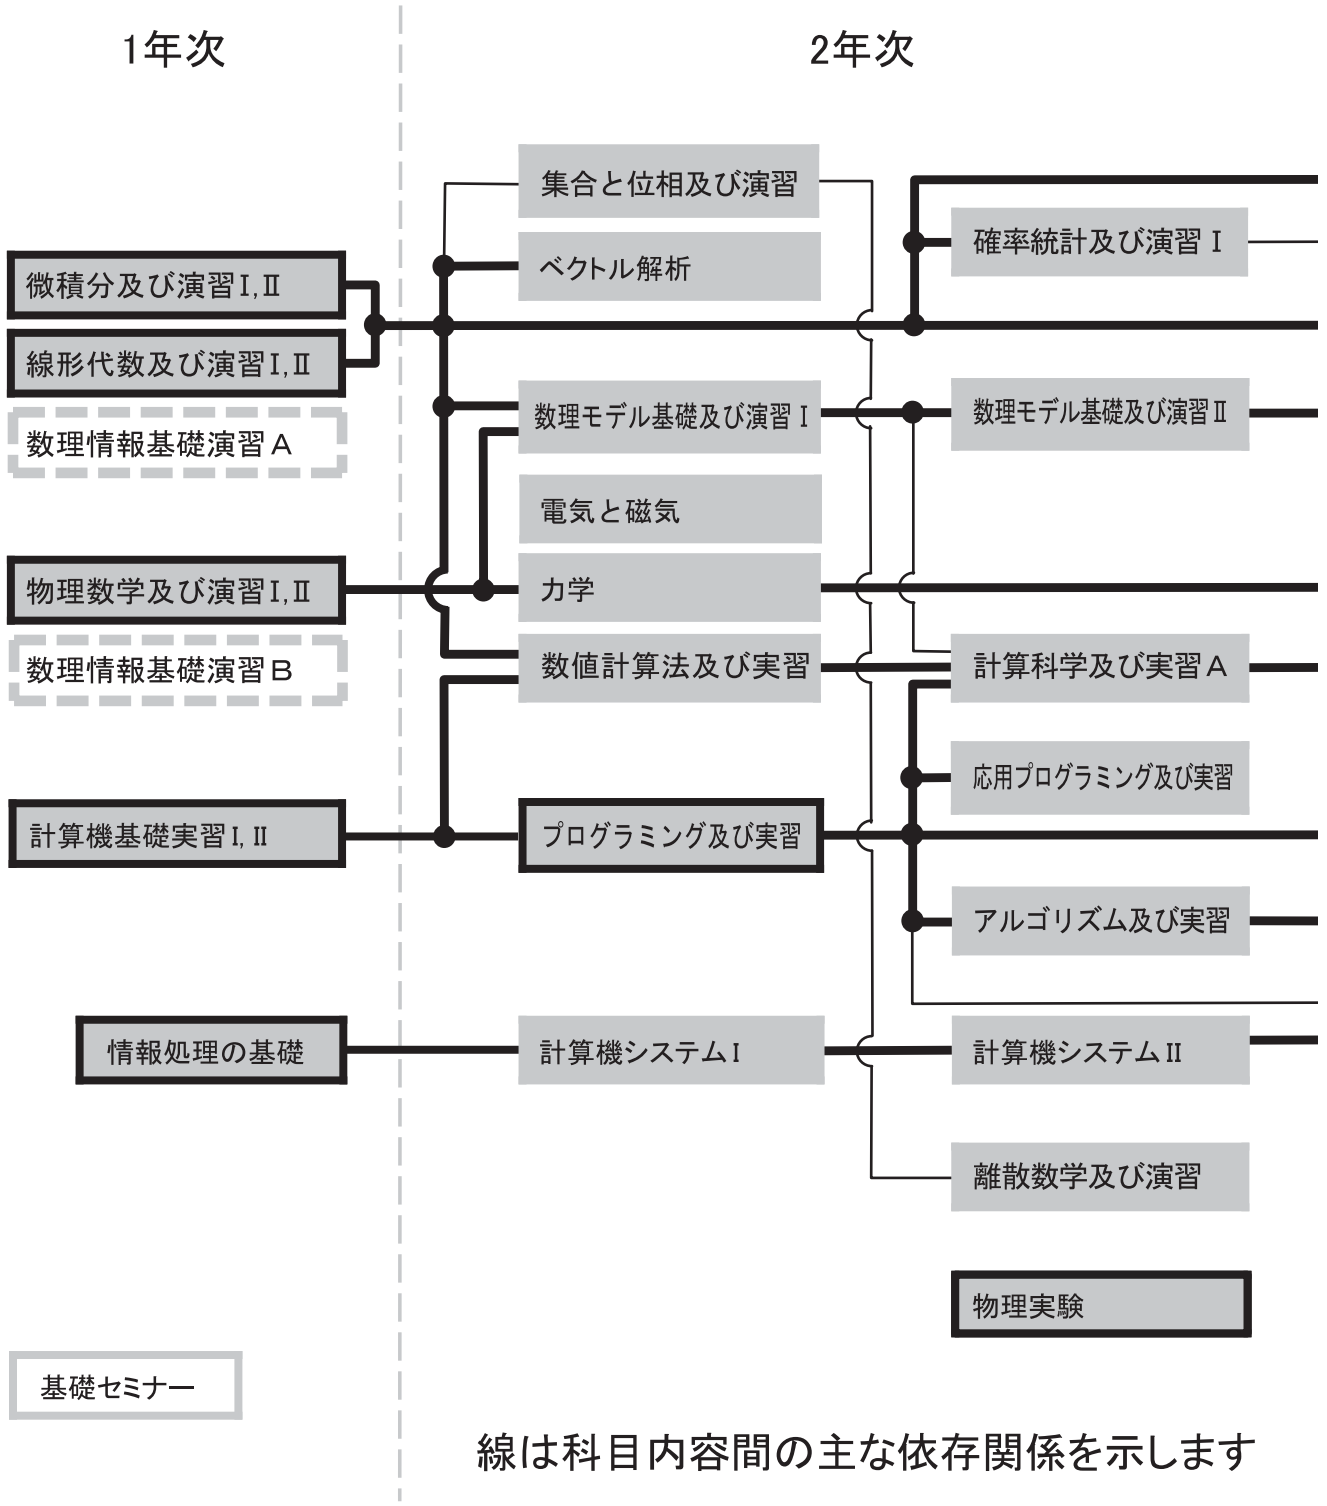 1年次
2年次
集合と位相及び演習
確率統計及び演習 I
ベクトル解析
微積分及び演習I,II
線形代数及び演習I,II
数理モデル基礎及び演習 I
数理モデル基礎及び演習 II
数理情報基礎演習 A
電気と磁気
物理数学及び演習I,II
力学
数理情報基礎演習 B
数値計算法及び実習
計算科学及び実習 A
応用プログラミング及び実習
計算機基礎実習 I, II
プログラミング及び実習
アルゴリズム及び実習
情報処理の基礎
計算機システム I
計算機システム II
離散数学及び演習
物理実験
基礎セミナー
線は科目内容間の主な依存関係を示します